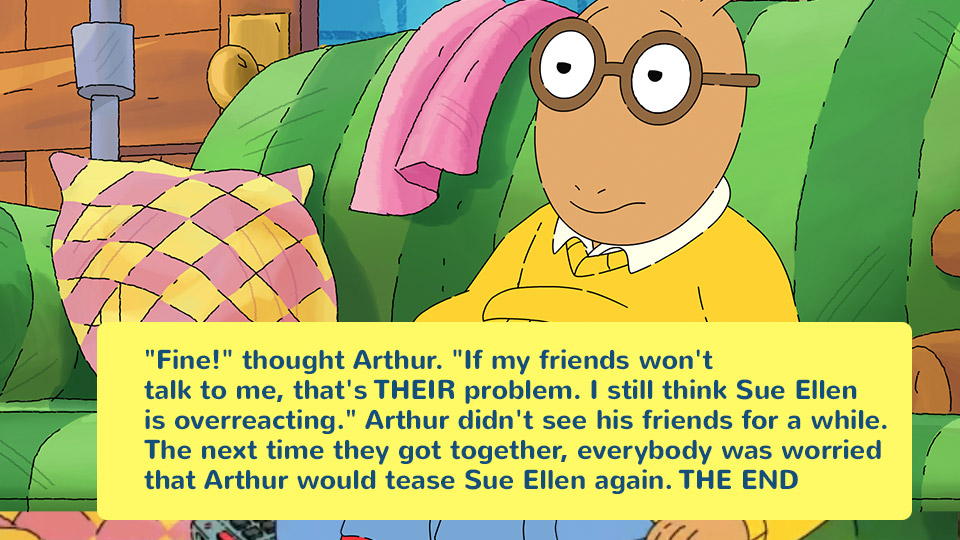 "Fine!" thought Arthur. "If my friends won't
talk to me, that's THEIR problem. I still think Sue Ellen
is overreacting." Arthur didn't see his friends for a while.
The next time they got together, everybody was worried
that Arthur would tease Sue Ellen again. THE END